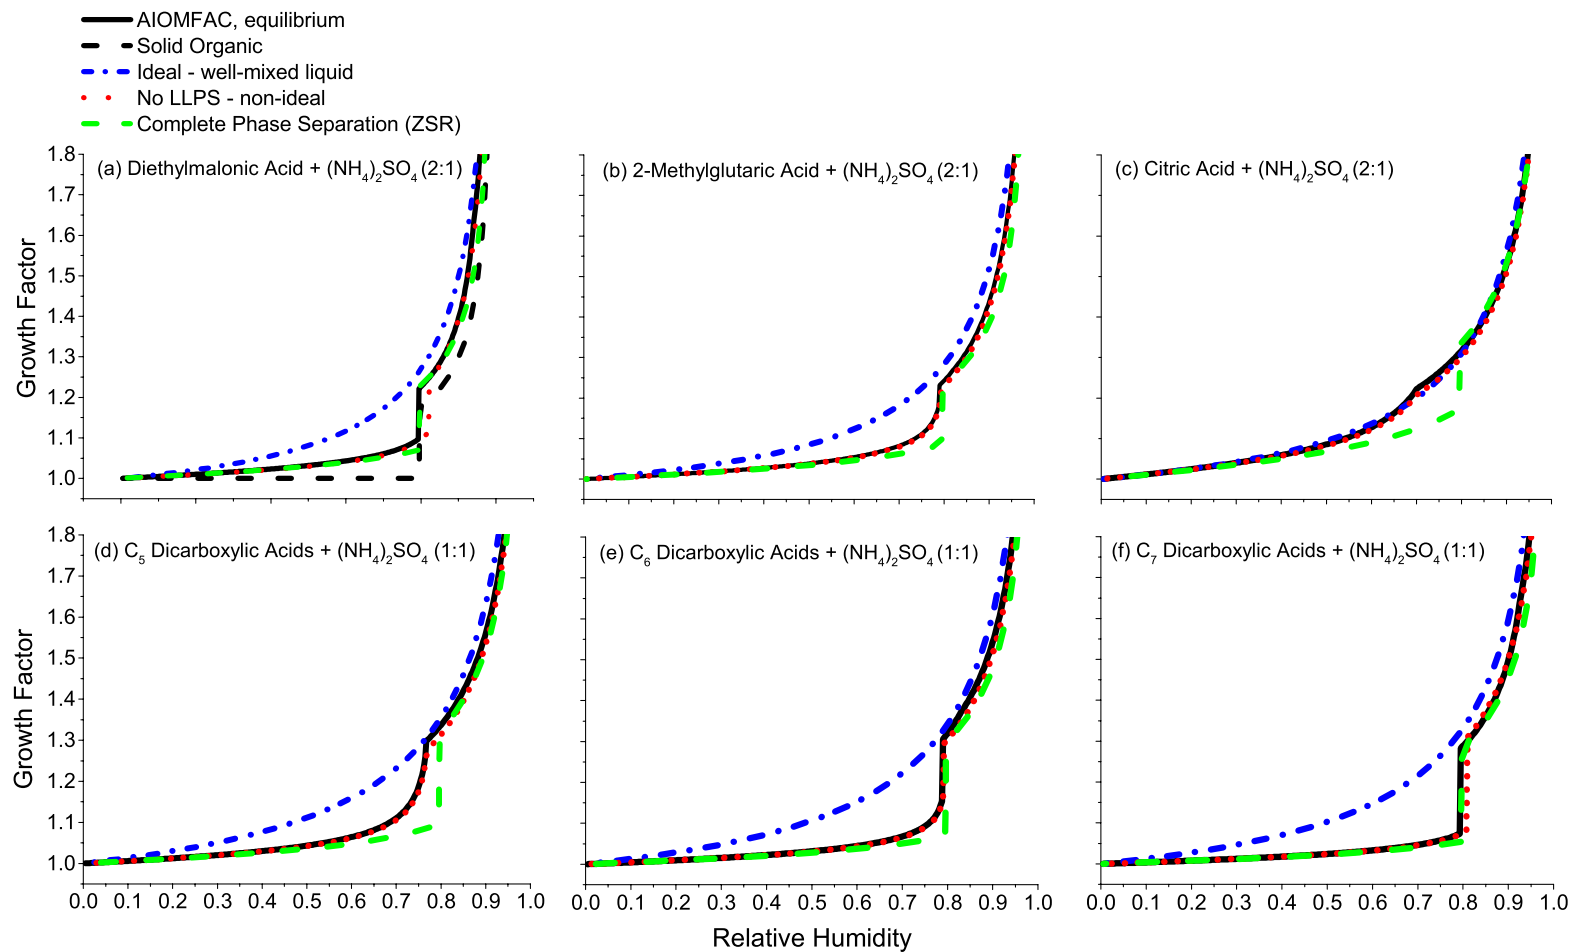 AIOMFAC, equilibrium
Solid Organic
Ideal - well-mixed liquid
No LLPS - non-ideal
Complete Phase Separation (ZSR)
(a) Diethylmalonic Acid + (NH4)2SO4 (2:1)
(b) 2-Methylglutaric Acid + (NH4)2SO4 (2:1)
(c) Citric Acid + (NH4)2SO4 (2:1)
1.8
1.7
1.6
1.5
1.4
1.3
1.2
1.1
1.0
Growth Factor
(d) C5 Dicarboxylic Acids + (NH4)2SO4 (1:1)
(e) C6 Dicarboxylic Acids + (NH4)2SO4 (1:1)
(f) C7 Dicarboxylic Acids + (NH4)2SO4 (1:1)
1.8
1.7
1.6
1.5
1.4
1.3
1.2
1.1
1.0
Growth Factor
0.0 0.1 0.2 0.3 0.4 0.5 0.6 0.7 0.8 0.9 1.0
0.0 0.1 0.2 0.3 0.4 0.5 0.6 0.7 0.8 0.9 1.0
0.0 0.1 0.2 0.3 0.4 0.5 0.6 0.7 0.8 0.9 1.0
Relative Humidity